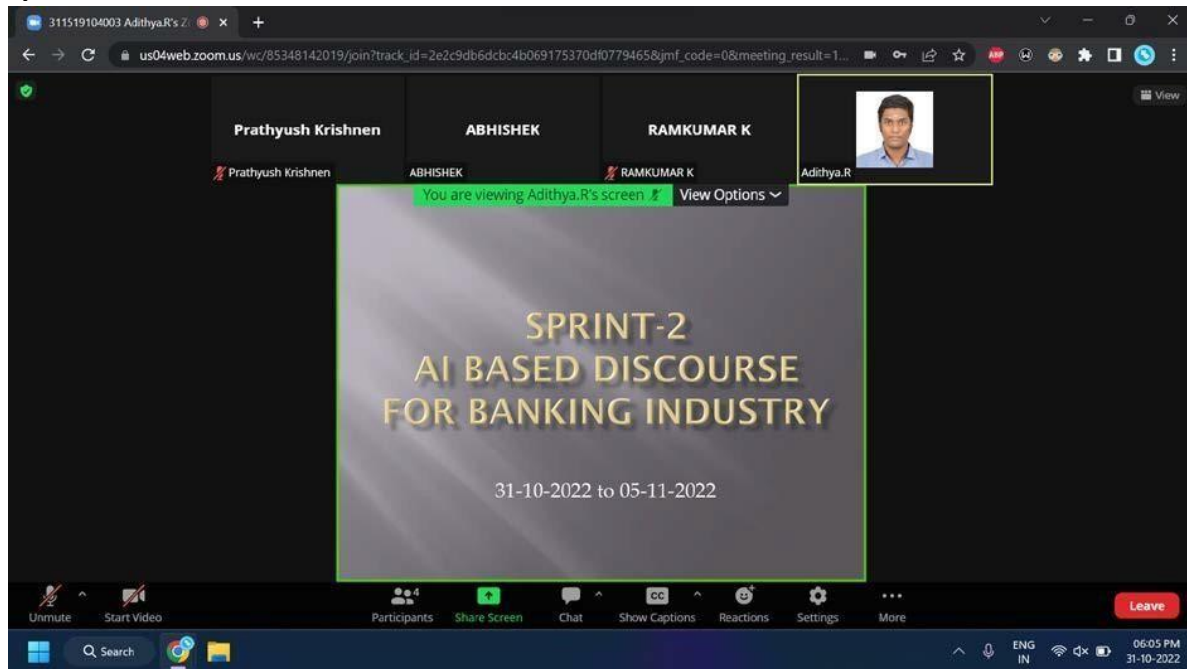 311519104003 Adithya.R's Z
us04web.zoom.us/wc/85348142019/join?track_id=2e2c9db6dcbc4b069175370df0779465&jmf_code=0&meeting_result=1...
ABP
View
Prathyush Krishnen
ABHISHEK
RAMKUMAR K
Prathyush Krishnen
ABHISHEK
RAMKUMAR K
Adithya.R
You are viewing Adithya.R's screen
View Options
SPRINT-2
AI BASED DISCOURSE
FOR BANKING INDUSTRY
31-10-2022 to 05-11-2022
4
CC
Unmute
Start Video
Participants
Share Screen
Chat
Show Captions
Reactions
Settings
More
Leave
Search
ENG
IN
06:05 PM
31-10-2022